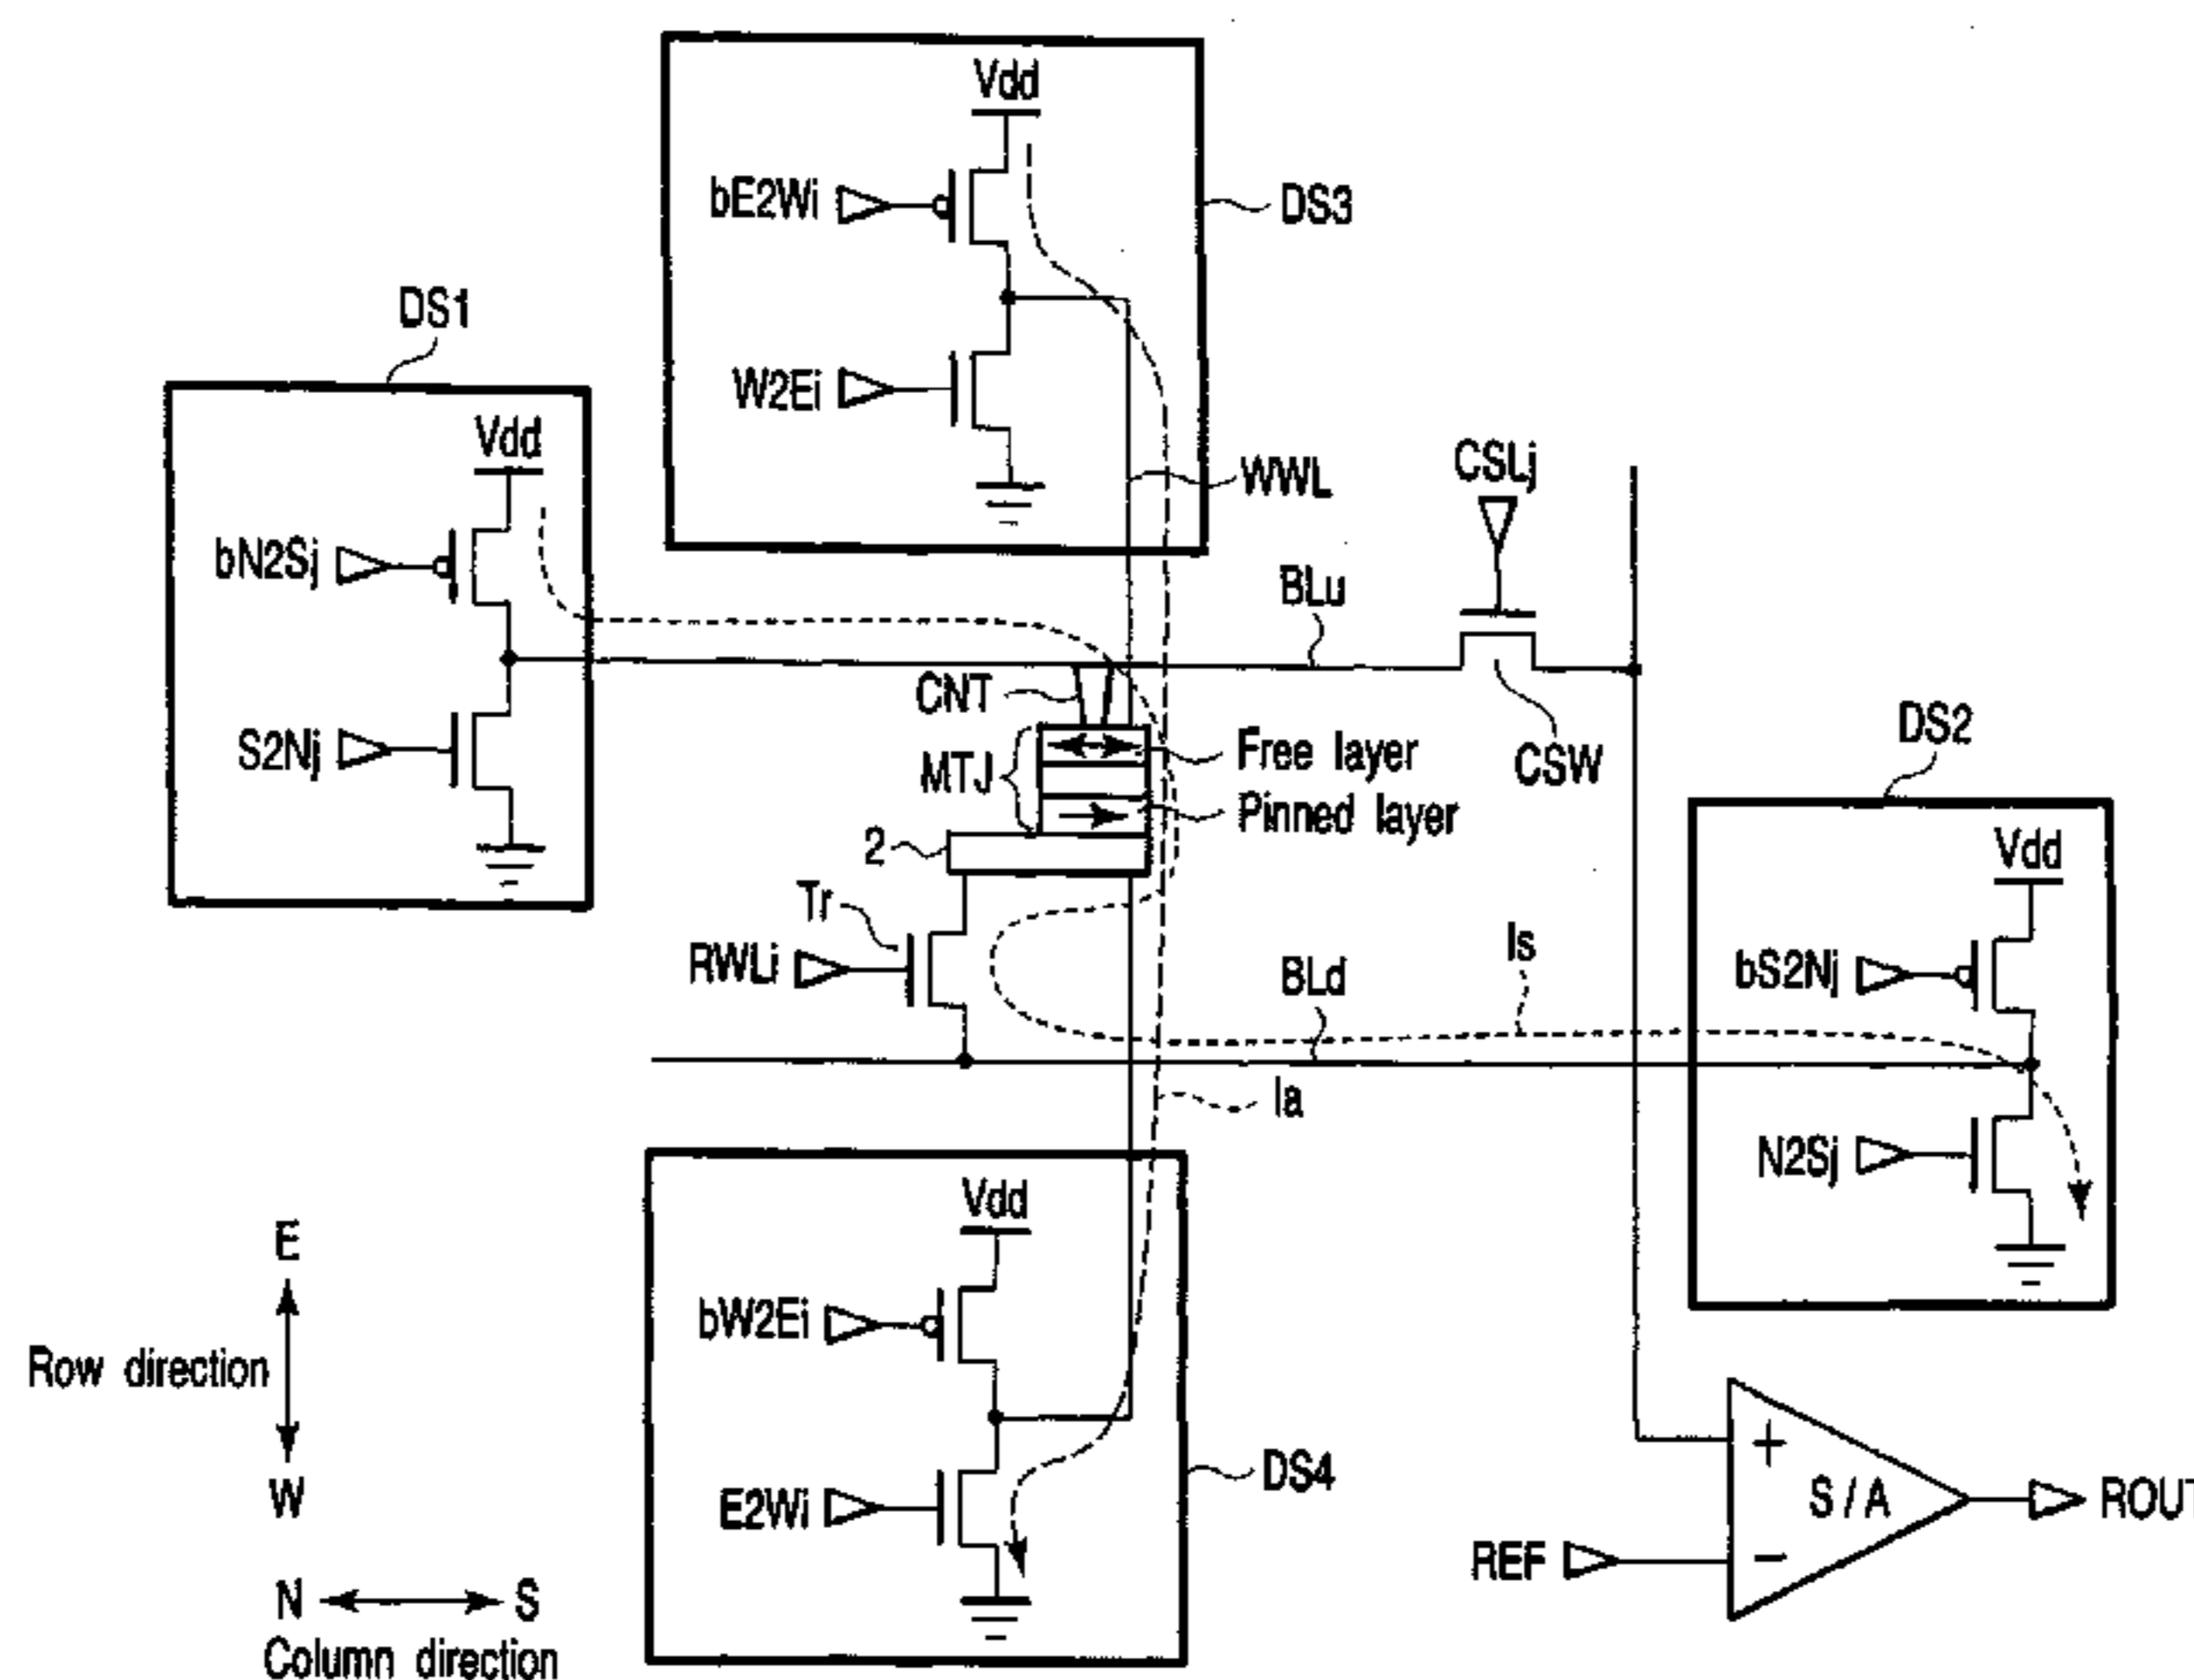 Vdd
bE2Wi
DS3
W2Ei
DS1
Vdd
WWL
CSLj
bN2Sj
BLu
CNT
S2Nj
MTJ
Free layer
CSW
DS2
Pinned layer
2
Vdd
Tr
RWLi
Is
bS2Nj
BLd
Ia
N2Sj
Vdd
E
bW2Ei
Row direction
+
DS4
W
E2Wi
S / A
ROUT
REF
−
N
S
Column direction